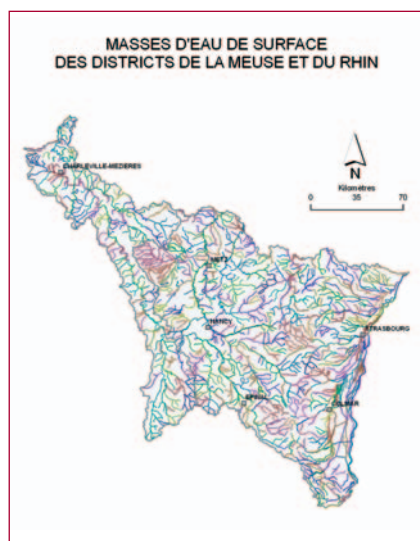 MASSES D'EAU DE SURFACE
DES DISTRICTS DE LA MEUSE ET DU RHIN
CHARLEVILLE-MEZIERES
N
Kilomètres
0 35 70
METZ
NANCY
STRASBOURG
EPINAL
COLMAR